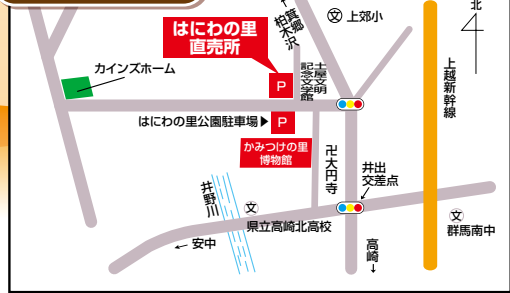 北
柏木沢
箕郷
上郊小
文
はにわの里
直売所
カインズホーム
土屋文明
記念文学館
上越新幹線
P
はにわの里公園駐車場▶
P
かみつけの里
博物館
卍大円寺
井出
交差点
井野川
文
県立高崎北高校
文
群馬南中
←安中
高崎
↓